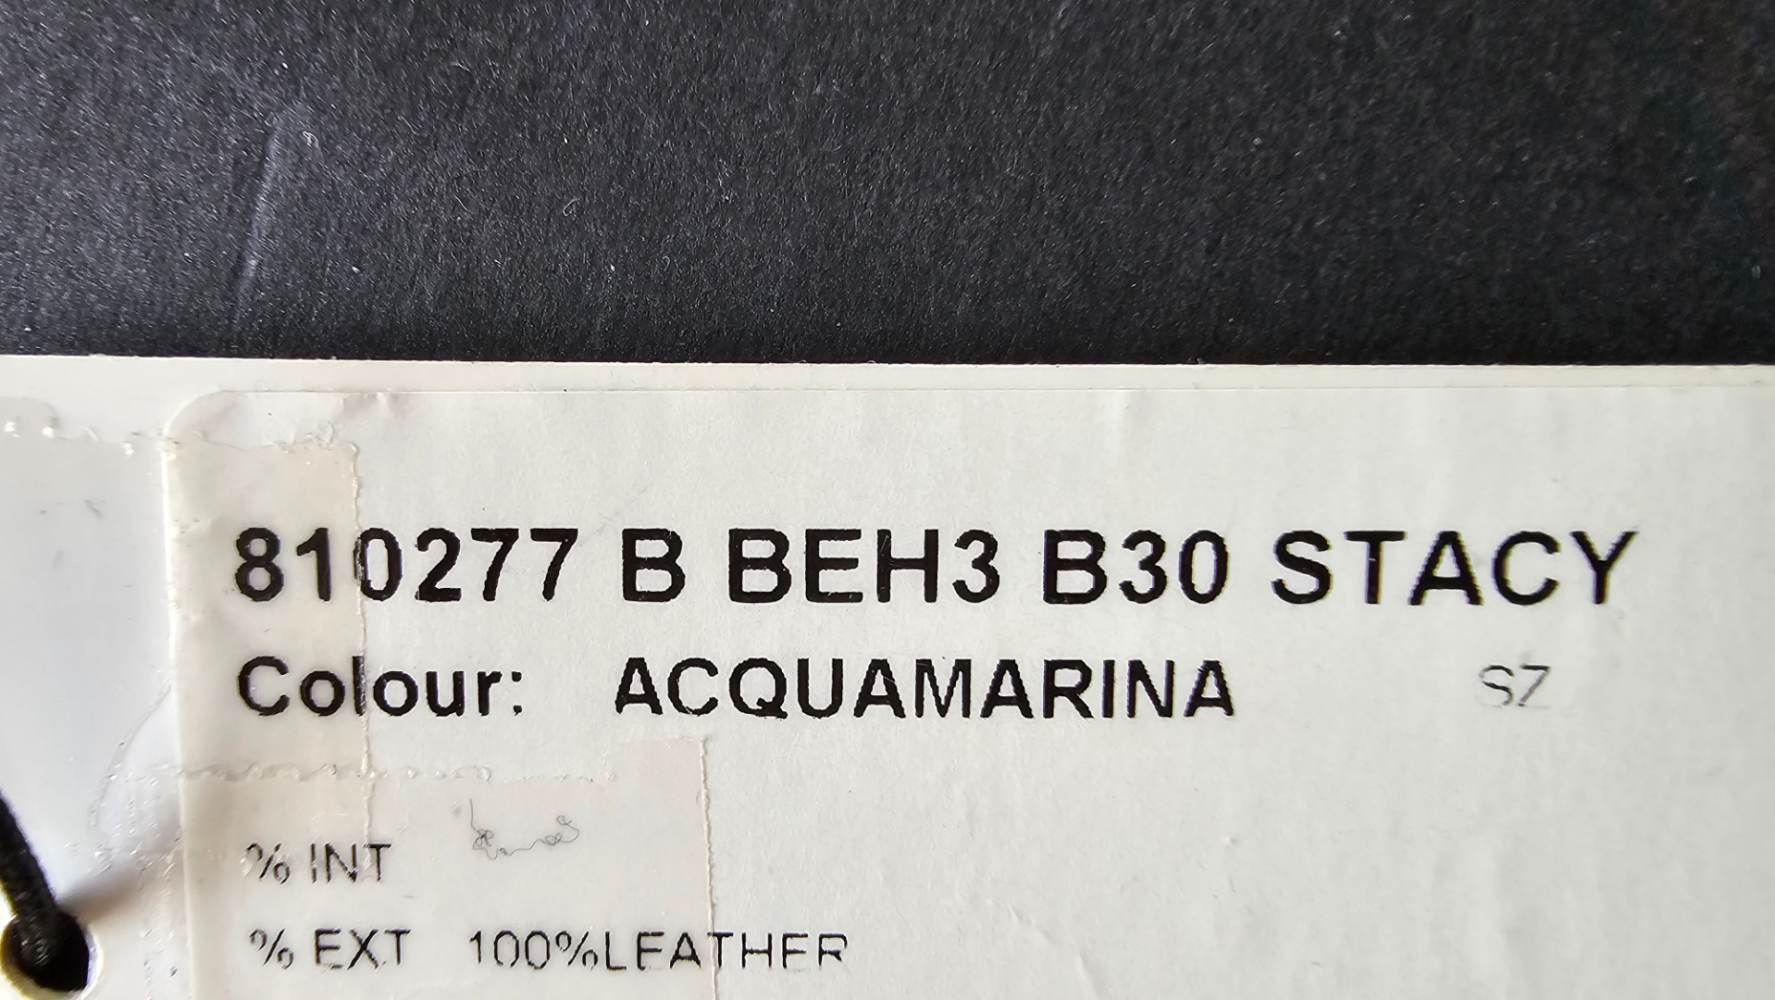 810277 B BEH3 B30 STACY
Colour: ACQUAMARINA SZ
% INT
% EXT 100%LEATHER